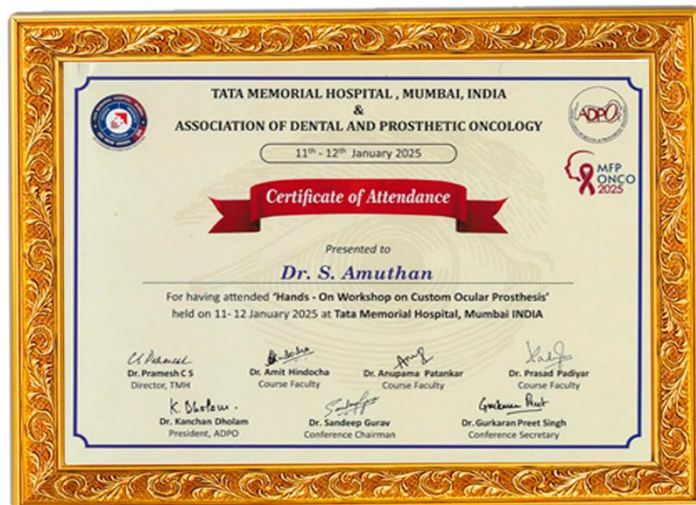 TATA MEMORIAL HOSPITAL , MUMBAI, INDIA
&
ASSOCIATION OF DENTAL AND PROSTHETIC ONCOLOGY
ADPO
11th - 12th January 2025
MFP
ONCO
2025
Certificate of Attendance
Presented to
Dr. S. Amuthan
For having attended 'Hands - On Workshop on Custom Ocular Prosthesis'
held on 11- 12 January 2025 at Tata Memorial Hospital, Mumbai INDIA
Dr. Pramesh C S
Director, TMH
Dr. Amit Hindocha
Course Faculty
Dr. Anupama Patankar
Course Faculty
Dr. Prasad Padiyar
Course Faculty
K. Dholam.
Dr. Kanchan Dholam
President, ADPO
Dr. Sandeep Gurav
Conference Chairman
Gurkaran Preet
Dr. Gurkaran Preet Singh
Conference Secretary